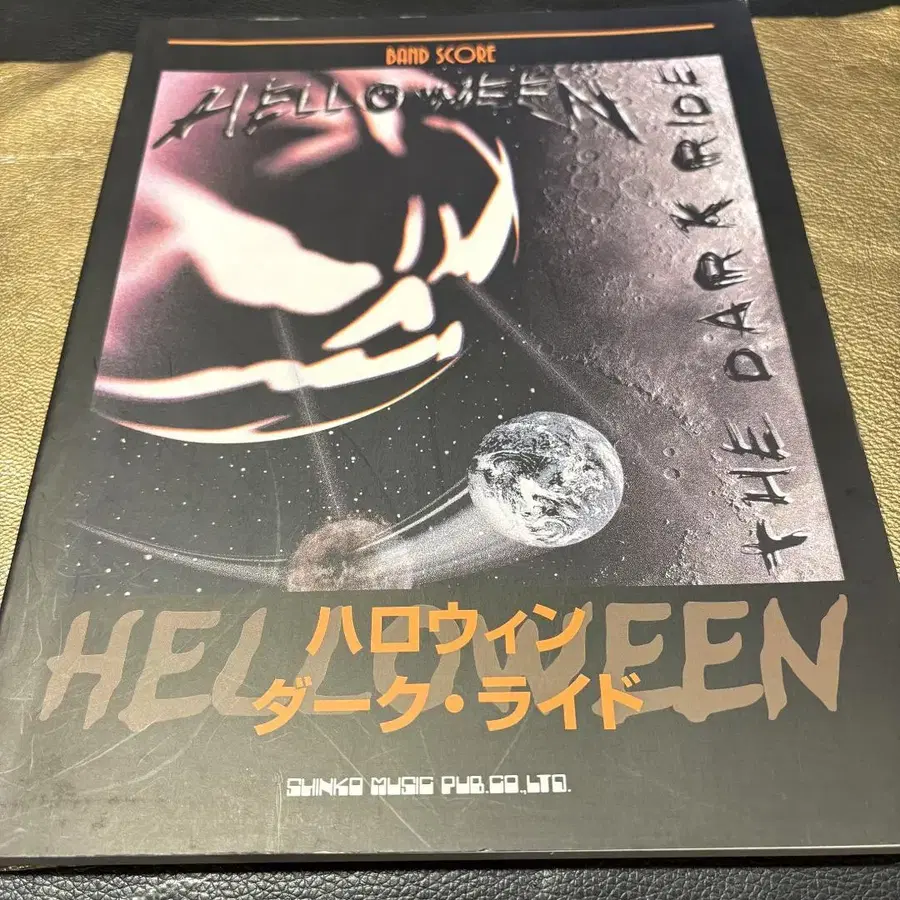 BAND SCORE
HELLOWEEN
THE DARK RIDE
HELLOWEEN
ハロウィン
ダーク・ライド
SHINKO MUSIC PUB.CO.,LTD.